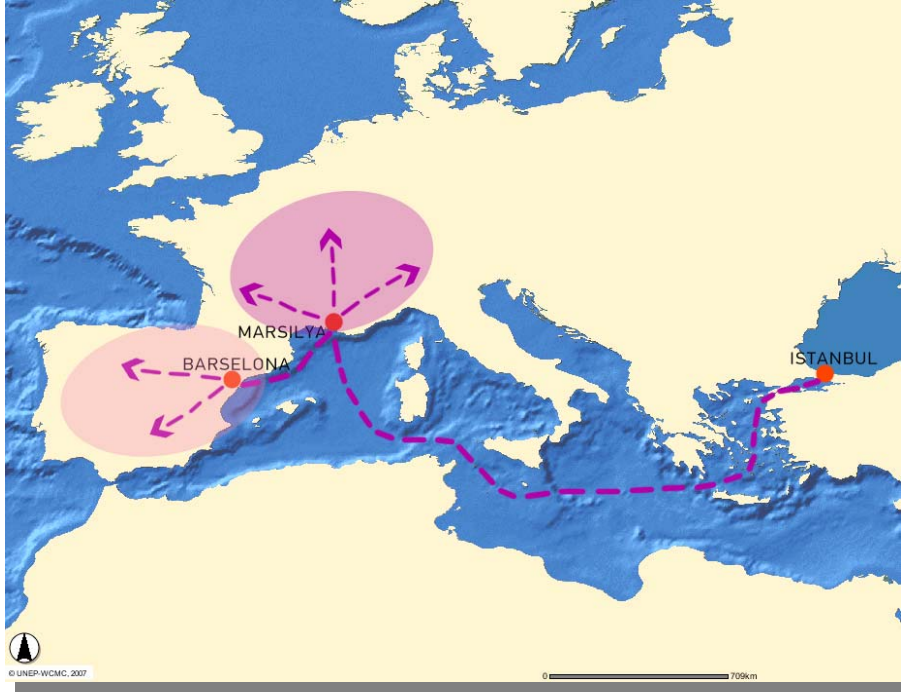 MARSILYA
BARSELONA
ISTANBUL
© UNEP-WCMC, 2007
0 709km